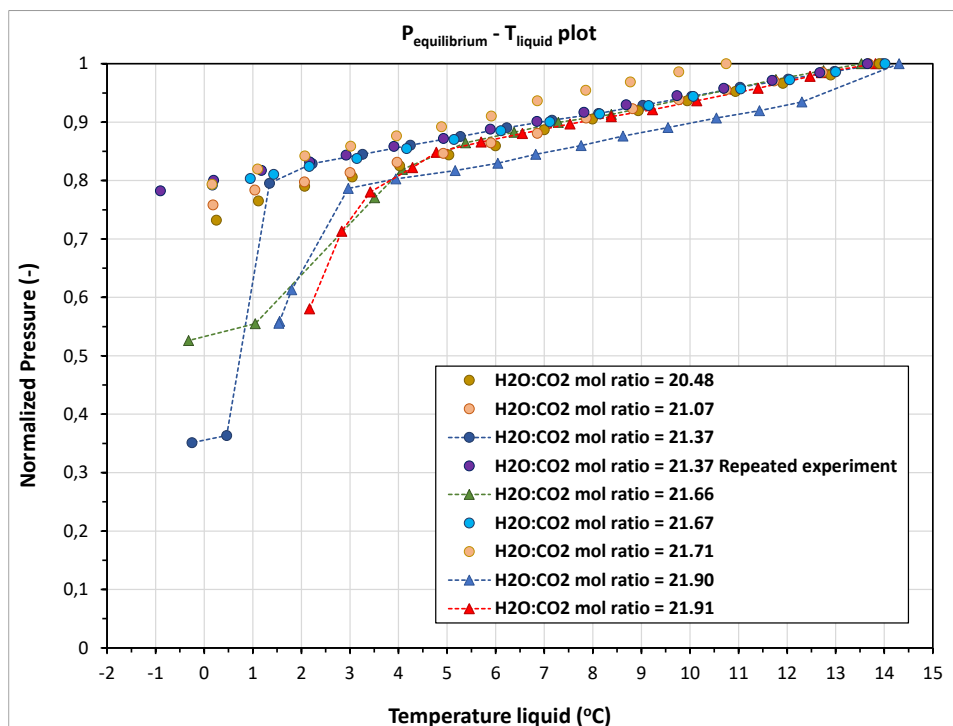 P equilibrium - T liquid plot
1
0,9
0,8
0,7
0,6
0,5
0,4
0,3
0,2
0,1
0
Normalized Pressure (-)
H2O:CO2 mol ratio = 20.48
H2O:CO2 mol ratio = 21.07
H2O:CO2 mol ratio = 21.37
H2O:CO2 mol ratio = 21.37 Repeated experiment
H2O:CO2 mol ratio = 21.66
H2O:CO2 mol ratio = 21.67
H2O:CO2 mol ratio = 21.71
H2O:CO2 mol ratio = 21.90
H2O:CO2 mol ratio = 21.91
-2 -1 0 1 2 3 4 5 6 7 8 9 10 11 12 13 14 15
Temperature liquid (oC)